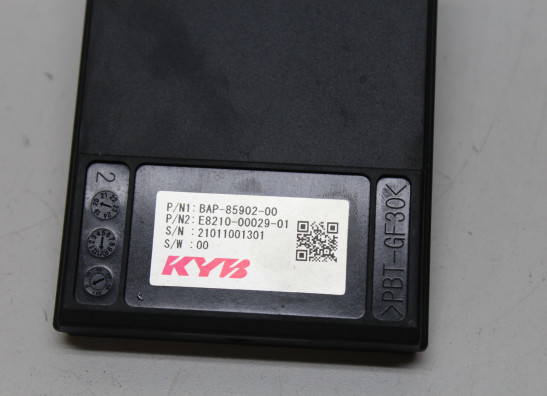 P/N1: BAP-85902-00
P/N2: E8210-00029-01
S/N : 21011001301
S/W : 00
KYB
2
>PBT-GF30<